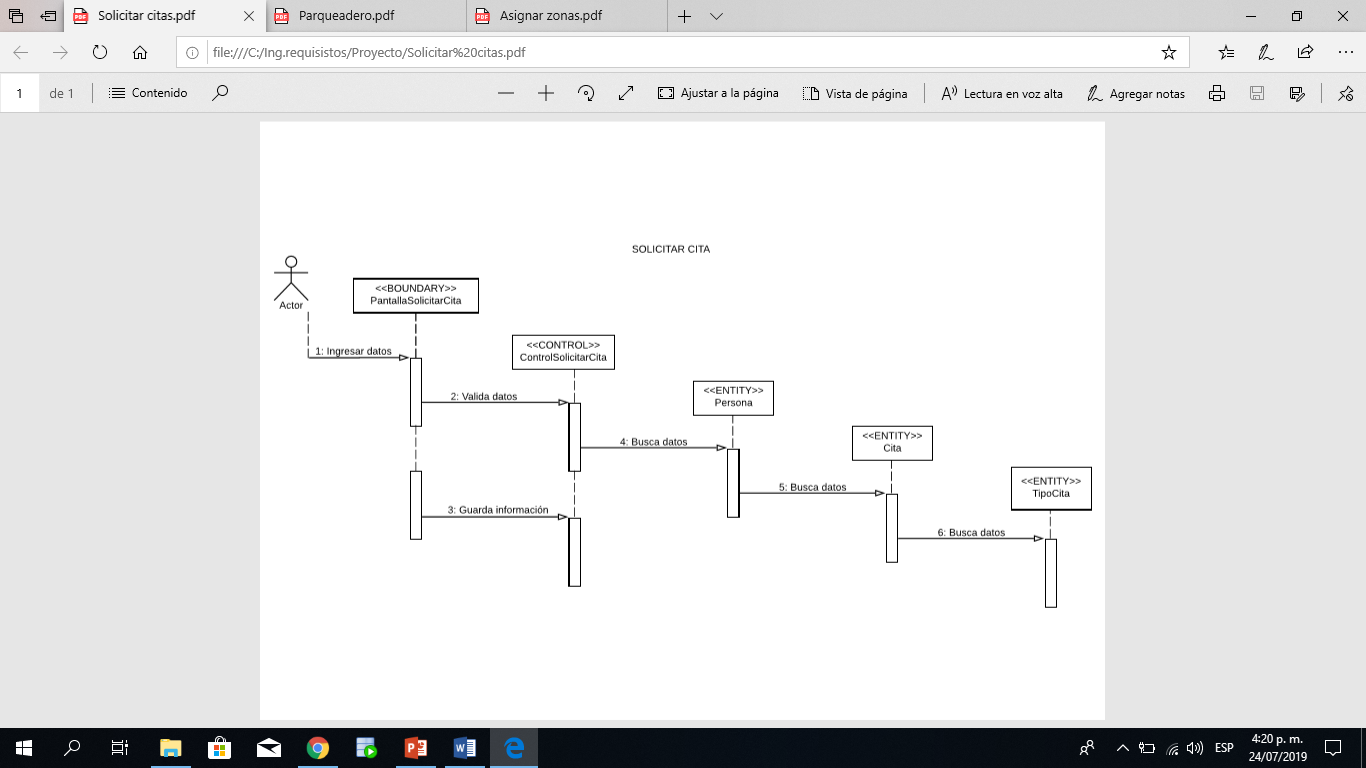 Solicitar citas.pdf
Parqueadero.pdf
Asignar zonas.pdf
file:///C:/Ing.requisistos/Proyecto/Solicitar%20citas.pdf
1 de 1
Contenido
Ajustar a la página
Vista de página
Lectura en voz alta
Agregar notas
SOLICITAR CITA
Actor
<<BOUNDARY>>
PantallaSolicitarCita
1: Ingresar datos
<<CONTROL>>
ControlSolicitarCita
2: Valida datos
<<ENTITY>>
Persona
4: Busca datos
<<ENTITY>>
Cita
5: Busca datos
<<ENTITY>>
TipoCita
3: Guarda información
6: Busca datos
ESP
4:20 p. m.
24/07/2019